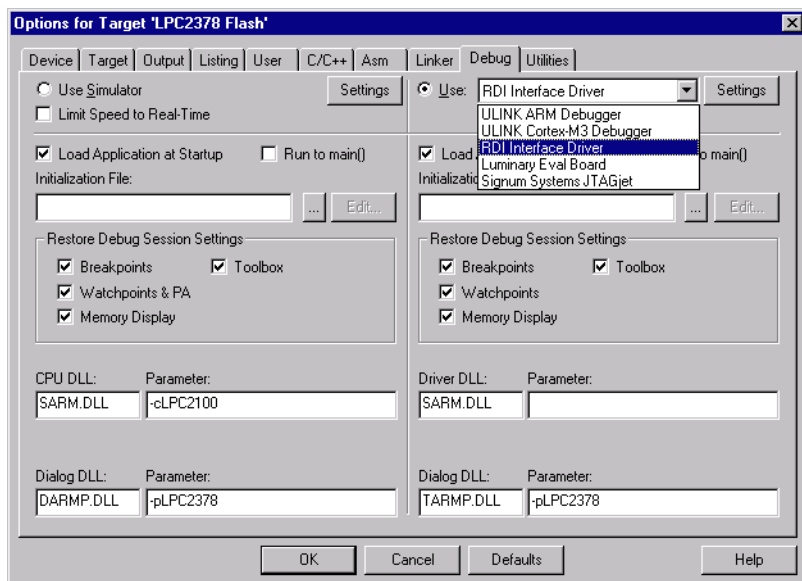 Options for Target 'LPC2378 Flash'
Device Target Output Listing User C/C++ Asm Linker Debug Utilities
Use Simulator Settings
Limit Speed to Real-Time
Use: RDI Interface Driver Settings
ULINK ARM Debugger
ULINK Cortex-M3 Debugger
RDI Interface Driver
Luminary Eval Board
Signum Systems JTAGjet
Load Application at Startup Run to main()
Initialization File:
... Edit...
Restore Debug Session Settings
Breakpoints Toolbox
Watchpoints & PA
Memory Display
CPU DLL: Parameter:
SARM.DLL -cLPC2100
Dialog DLL: Parameter:
DARMP.DLL -pLPC2378
Load main()
... Edit...
Restore Debug Session Settings
Breakpoints Toolbox
Watchpoints
Memory Display
Driver DLL: Parameter:
SARM.DLL
Dialog DLL: Parameter:
TARMP.DLL -pLPC2378
OK Cancel Defaults Help